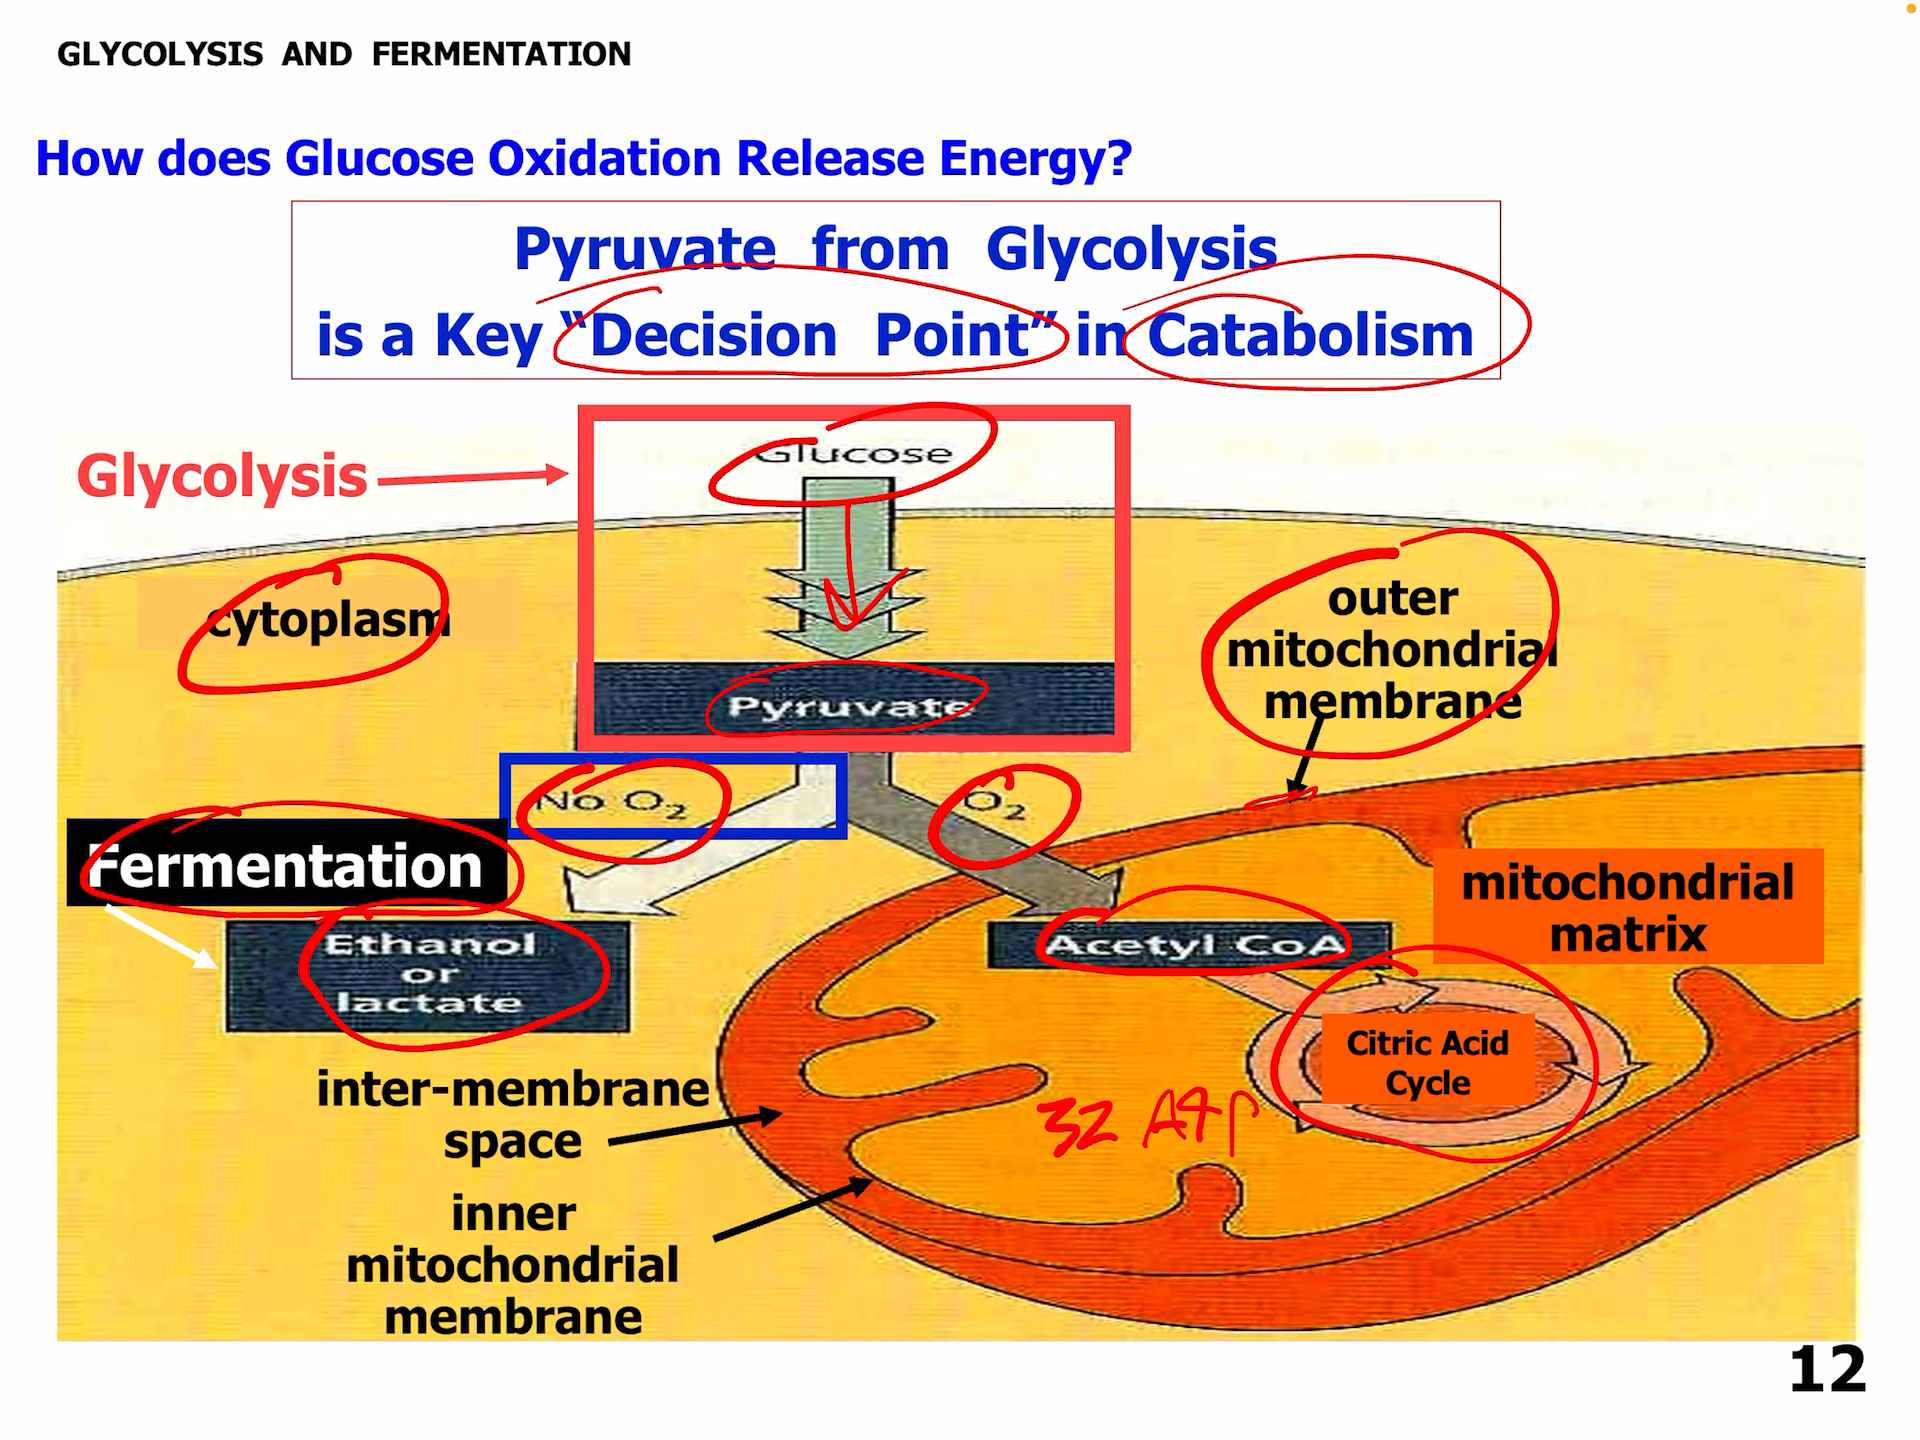 GLYCOLYSIS AND FERMENTATION
How does Glucose Oxidation Release Energy?
Pyruvate from Glycolysis
is a Key “Decision Point” in Catabolism
Glycolysis
Glucose
cytoplasm
outer
mitochondrial
membrane
Pyruvate
No O₂
O₂
Fermentation
Ethanol
or
lactate
Acetyl CoA
mitochondrial
matrix
Citric Acid
Cycle
32 ATP
inter-membrane
space
inner
mitochondrial
membrane
12